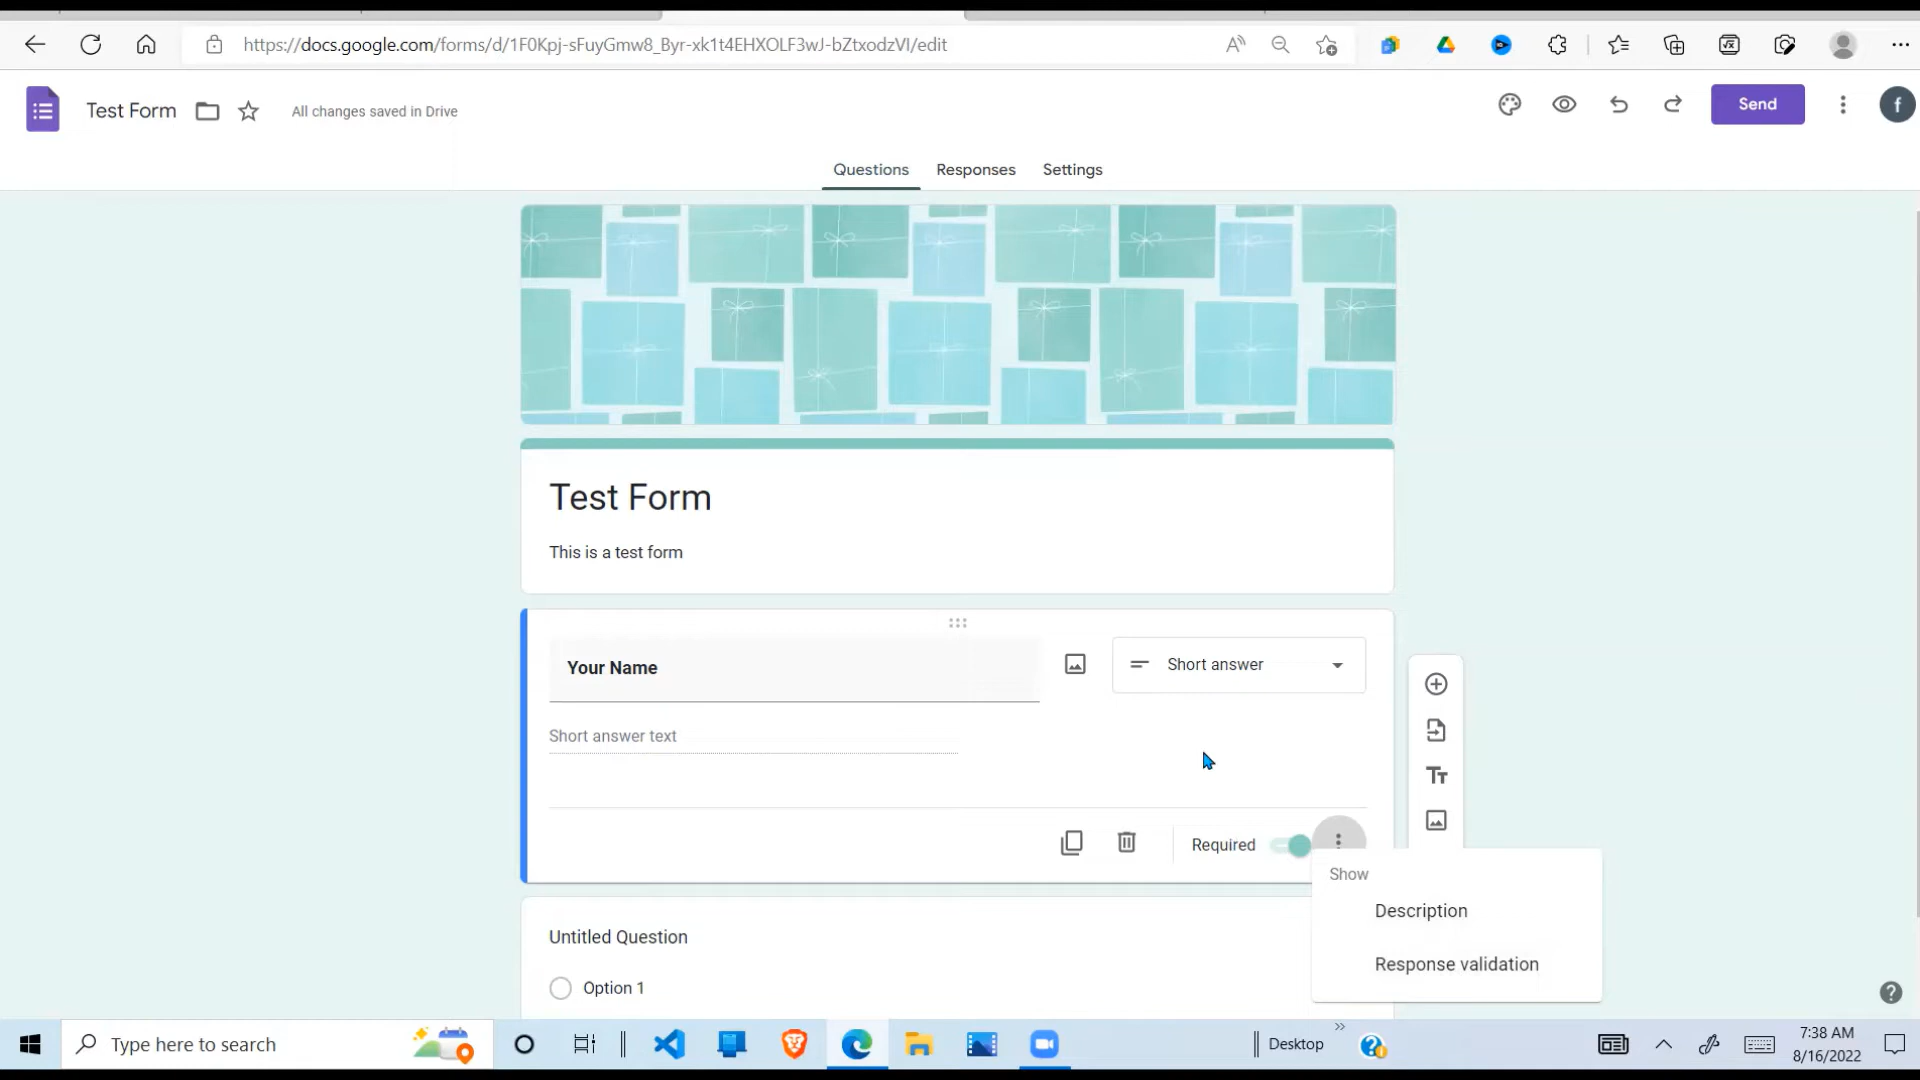 https://docs.google.com/forms/d/1F0Kpj-sFuyGmw8_Byr-xk1t4EHXOLF3wJ-bZtxodzVI/edit
Test Form
All changes saved in Drive
Send
f
Questions
Responses
Settings
Test Form
This is a test form
Your Name
Short answer
Short answer text
Required
Show
Description
Response validation
Untitled Question
Option 1
Type here to search
Desktop
7:38 AM
8/16/2022